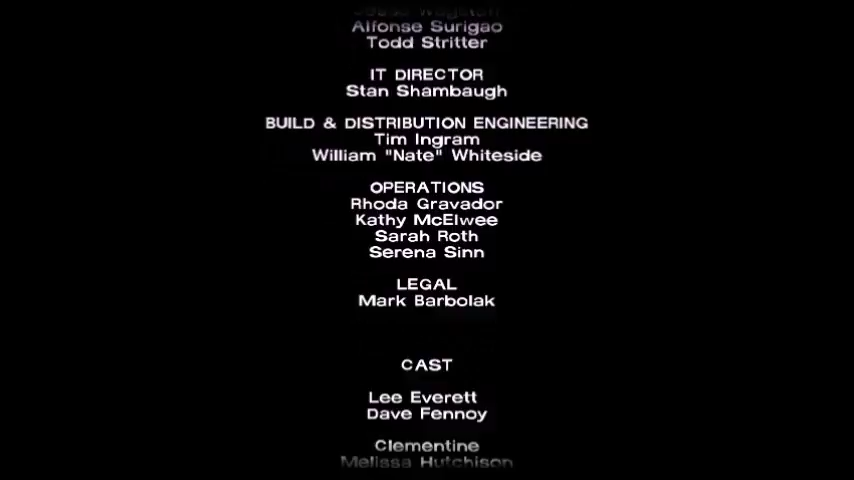 Alfonse Surigao
Todd Stritter
IT DIRECTOR
Stan Shambaugh
BUILD & DISTRIBUTION ENGINEERING
Tim Ingram
William "Nate" Whiteside
OPERATIONS
Rhoda Gravador
Kathy McElwee
Sarah Roth
Serena Sinn
LEGAL
Mark Barbolak
CAST
Lee Everett
Dave Fennoy
Clementine
Melissa Hutchison